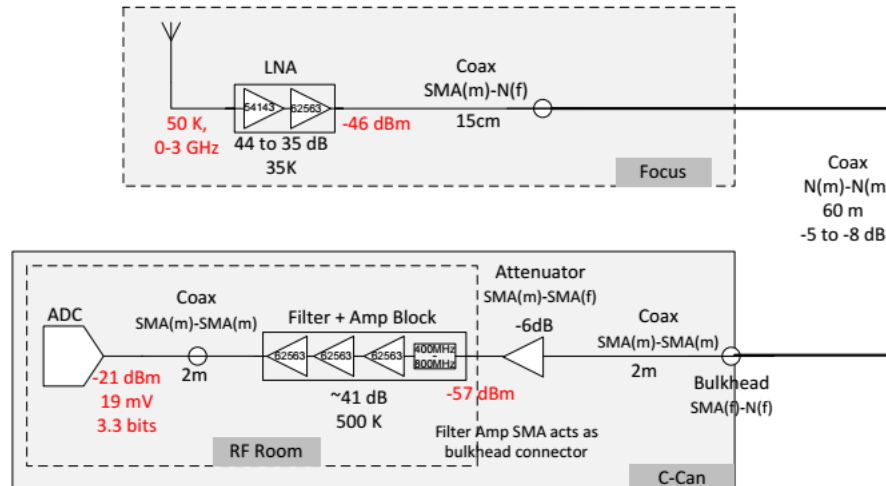 LNA
54143
62563
50 K,
0-3 GHz
44 to 35 dB
35K
-46 dBm
Coax
SMA(m)-N(f)
15cm
Focus
Coax
N(m)-N(m
60 m
-5 to -8 dB
ADC
Coax
SMA(m)-SMA(m)
2m
-21 dBm
19 mV
3.3 bits
Filter + Amp Block
62563
62563
62563
400MHz
-
800MHz
~41 dB
500 K
-57 dBm
Attenuator
SMA(m)-SMA(f)
-6dB
Filter Amp SMA acts as
bulkhead connector
Coax
SMA(m)-SMA(m)
2m
Bulkhead
SMA(f)-N(f)
RF Room
C-Can